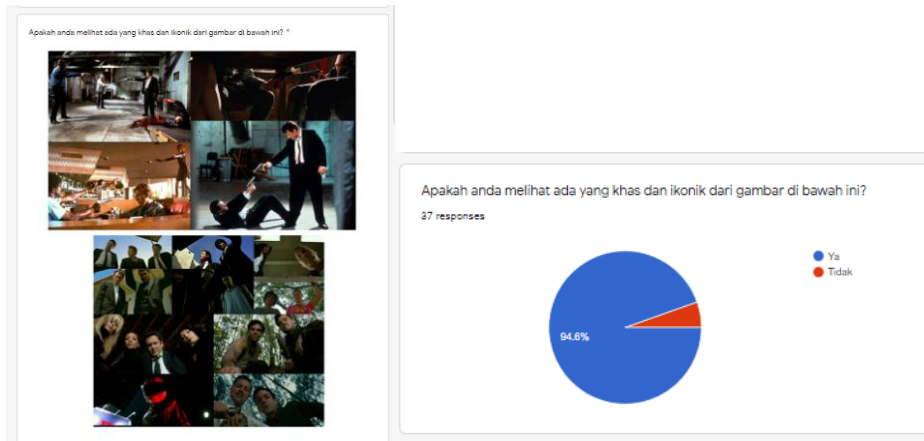 Apakah anda melihat ada yang khas dan ikonik dari gambar di bawah ini? *
Apakah anda melihat ada yang khas dan ikonik dari gambar di bawah ini?
37 responses
Ya
Tidak
94.6%